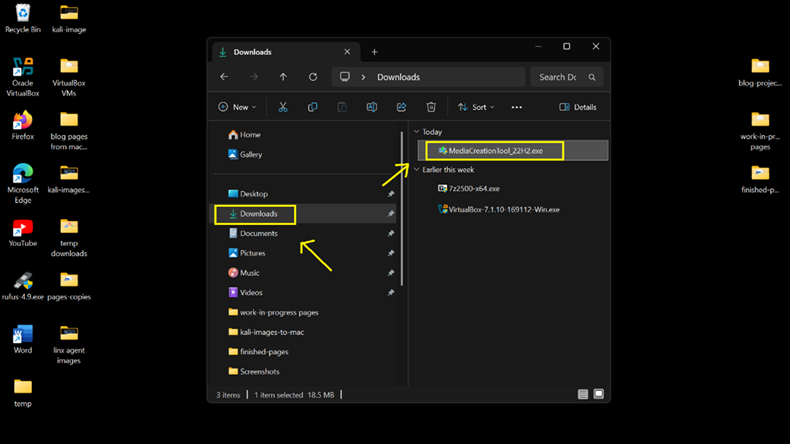 Recycle Bin
kali-image
Oracle
VirtualBox
VirtualBox
VMs
Firefox
blog pages
from mac...
Microsoft
Edge
kali-images...
YouTube
temp
downloads
rufus-4.9.exe
pages-copies
Word
linx agent
images
temp
Downloads
Downloads
Search Dc
New
Sort
Details
Home
Gallery
Desktop
Downloads
Documents
Pictures
Music
Videos
work-in-progress pages
kali-images-to-mac
finished-pages
Screenshots
Today
MediaCreationTool_22H2.exe
Earlier this week
7z2500-x64.exe
VirtualBox-7.1.10-169112-Win.exe
3 items
1 item selected 18.5 MB
blog-projec...
work-in-pr...
pages
finished-p...